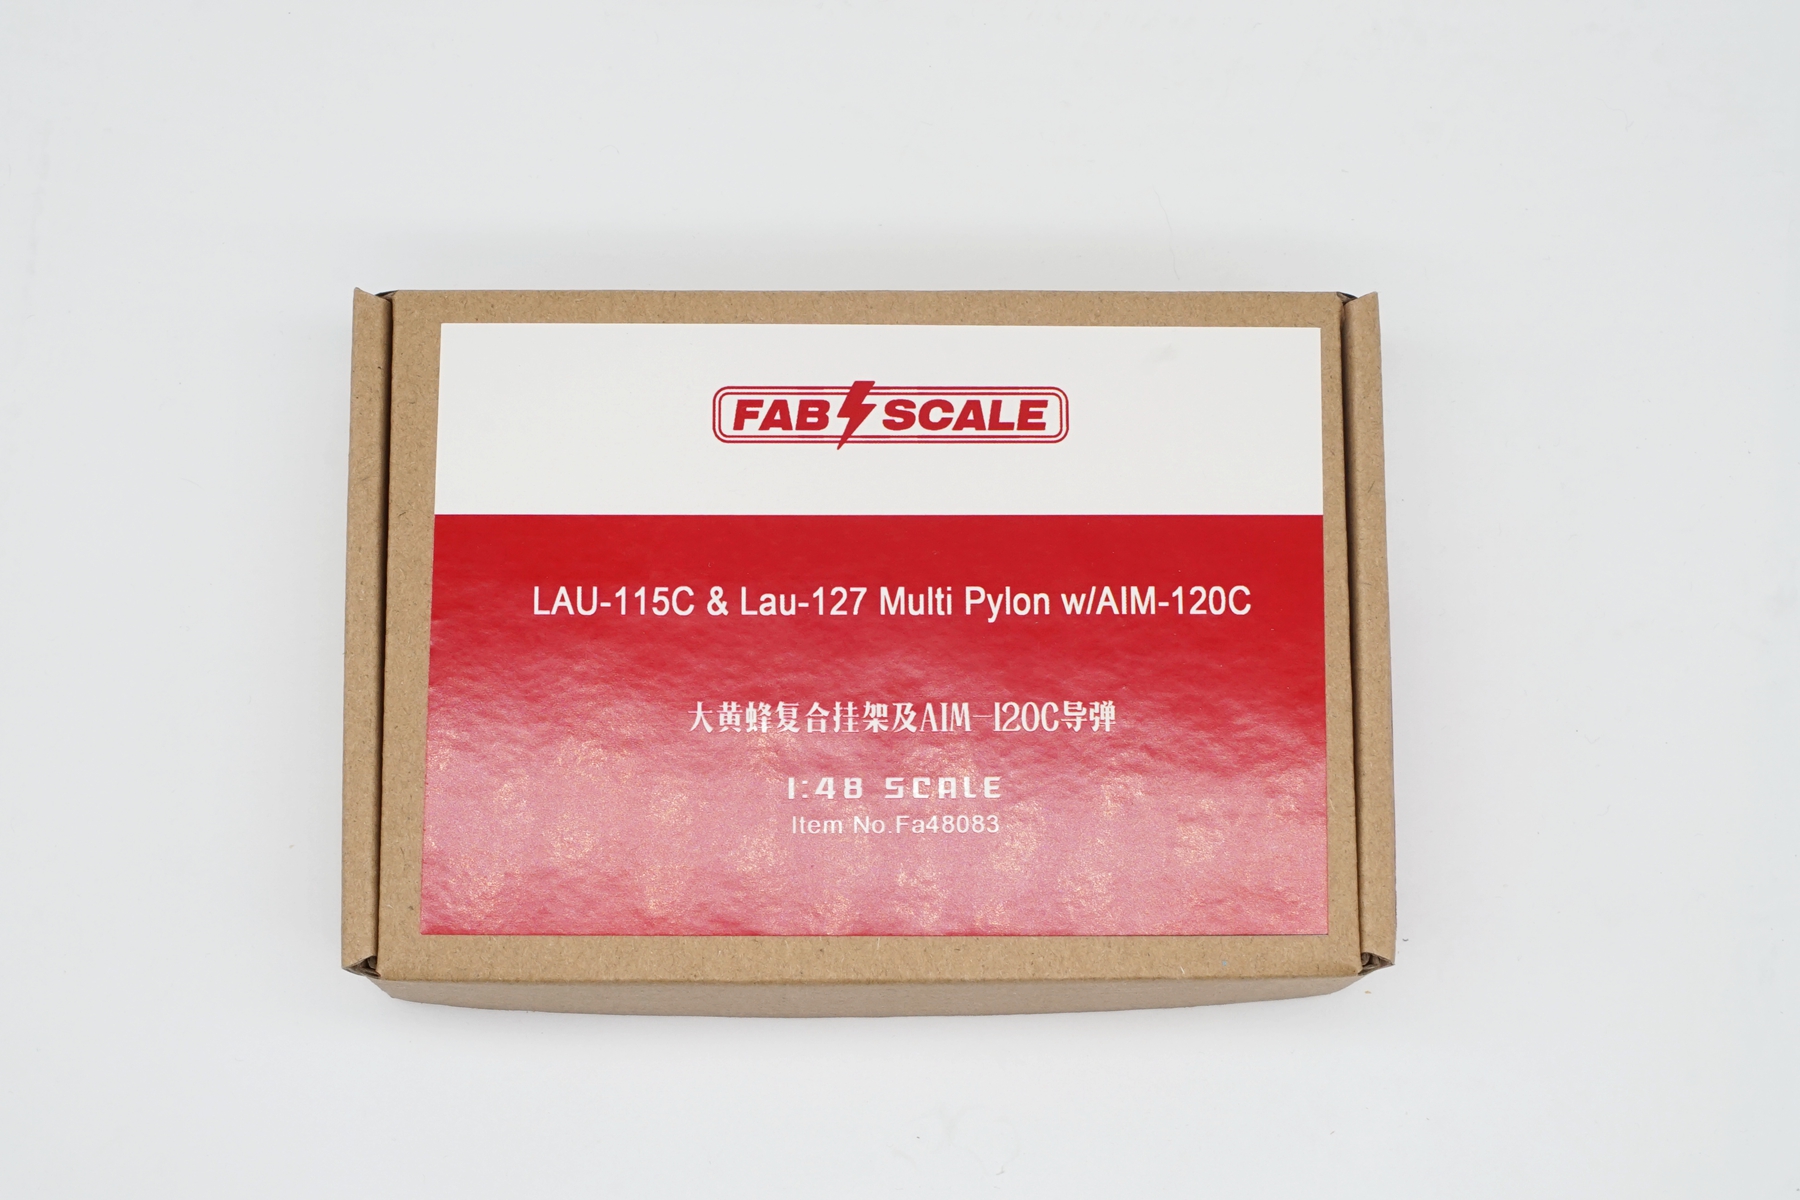 FAB SCALE
LAU-115C & Lau-127 Multi Pylon w/AIM-120C
大黄蜂复合挂架及AIM-120C导弹
1:48 SCALE
Item No.Fa48083